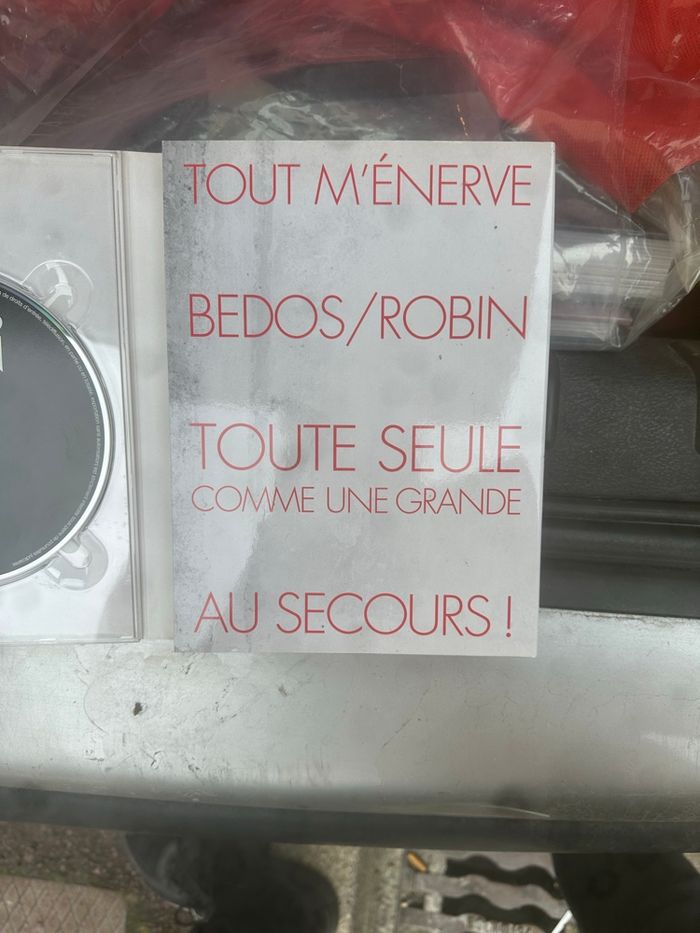 TOUT M'ÉNERVE
BEDOS/ROBIN
TOUTE SEULE
COMME UNE GRANDE
AU SECOURS !